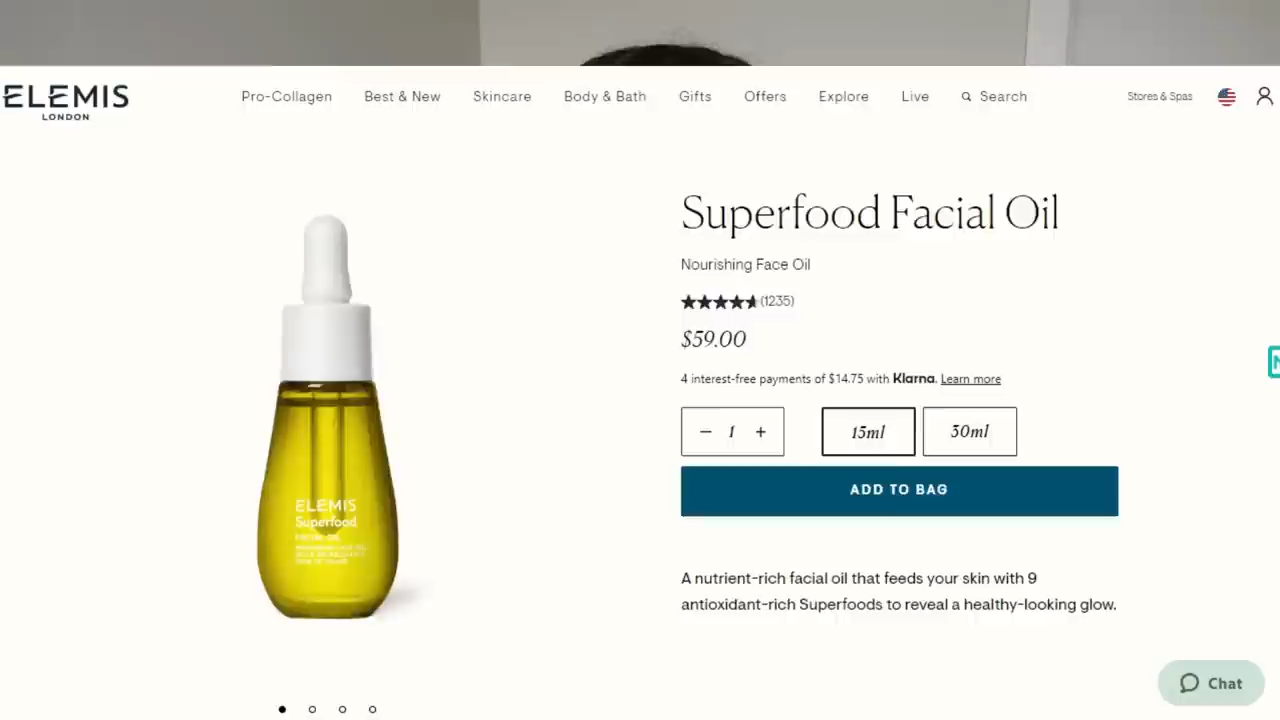 ELEMIS
LONDON
Pro-Collagen Best & New Skincare Body & Bath Gifts Offers Explore Live Search Stores & Spas
Superfood Facial Oil
Nourishing Face Oil
(1235)
$59.00
4 interest-free payments of $14.75 with Klarna. Learn more
− 1 + 15ml 30ml
ADD TO BAG
ELEMIS
Superfood
FACIAL OIL
A nutrient-rich facial oil that feeds your skin with 9
antioxidant-rich Superfoods to reveal a healthy-looking glow.
Chat